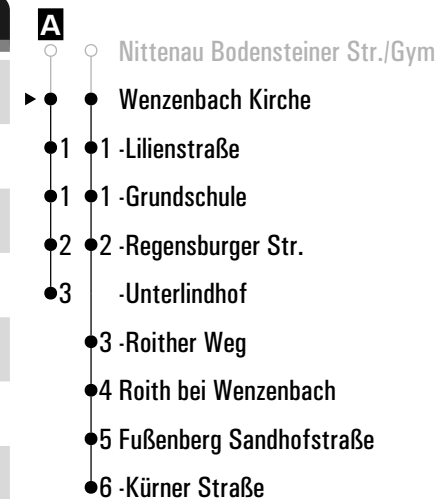 A
Nittenau Bodensteiner Str./Gym
Wenzenbach Kirche
1 1 -Lilienstraße
1 1 -Grundschule
2 2 -Regensburger Str.
3 -Unterlindhof
3 -Roither Weg
4 Roith bei Wenzenbach
5 Fußenberg Sandhofstraße
6 -Kürner Straße